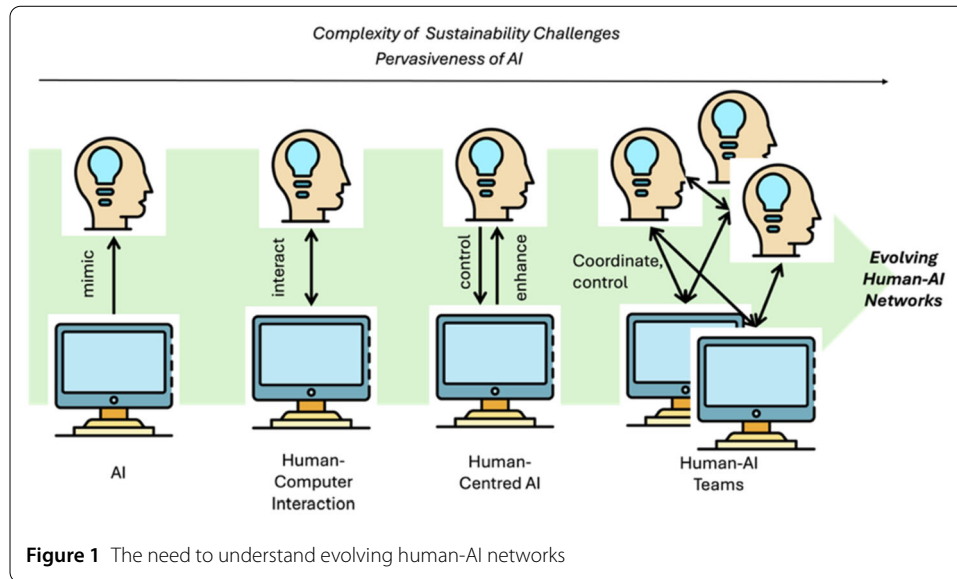 Complexity of Sustainability Challenges
Pervasiveness of AI
mimic
interact
control
enhance
Coordinate,
control
Evolving
Human-AI
Networks
AI
Human-
Computer
Interaction
Human-
Centred AI
Human-AI
Teams
Figure 1 The need to understand evolving human-AI networks